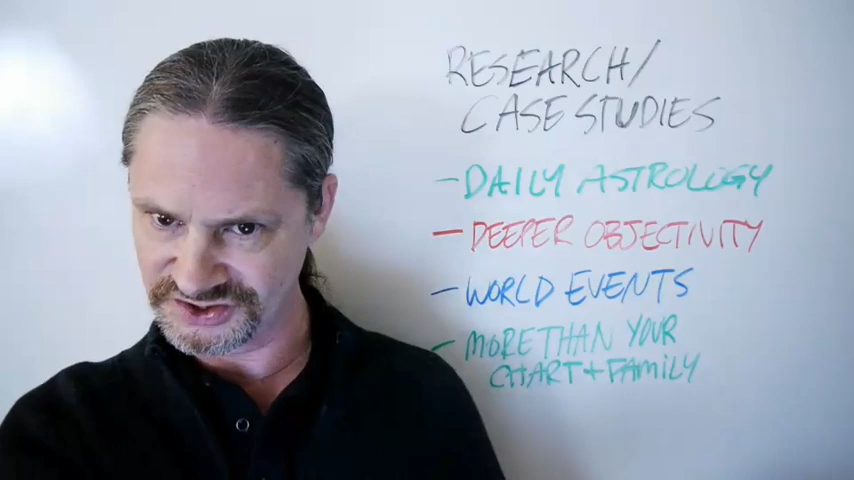 RESEARCH/
CASE STUDIES
- DAILY ASTROLOGY
- DEEPER OBJECTIVITY
- WORLD EVENTS
- MORE THAN YOUR
CHART + FAMILY